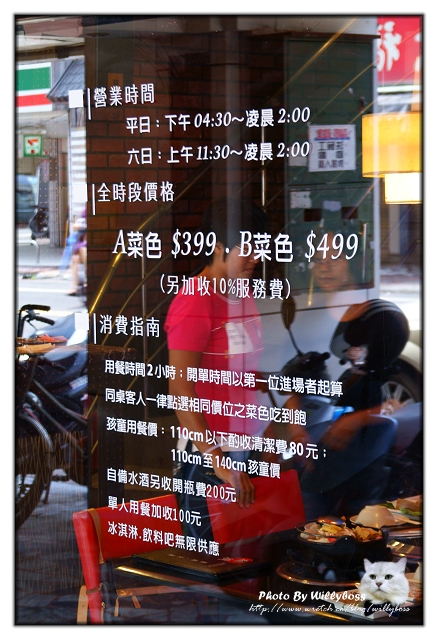 營業時間
平日：下午 04:30～凌晨 2:00
六日：上午 11:30～凌晨 2:00
全時段價格
A菜色 $399．B菜色 $499
(另加收10%服務費)
消費指南
用餐時間2小時：開單時間以第一位進場者起算
同桌客人一律點選相同價位之菜色吃到飽
孩童用餐價：110cm以下酌收清潔費80元；
110cm至140cm孩童價
自備水酒另收開瓶費200元
單人用餐加收100元
冰淇淋.飲料吧無限供應
Photo By Willyboss
http://www.wretch.cc/blog/willyboss